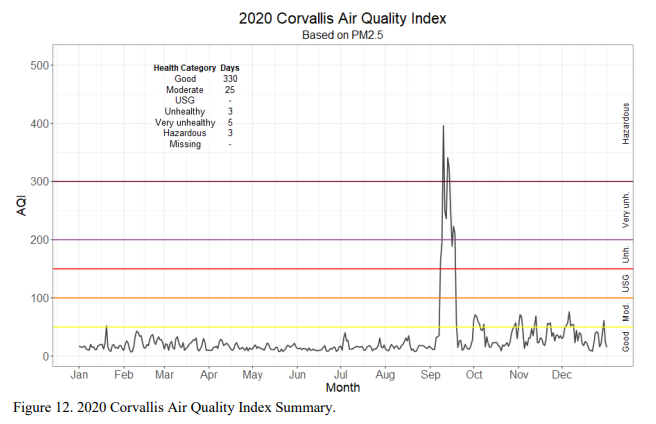 2020 Corvallis Air Quality Index
Based on PM2.5
Health Category Days
Good 330
Moderate 25
USG -
Unhealthy 3
Very unhealthy 5
Hazardous 3
Missing -
500
400
300
200
100
0
AQI
Hazardous
Very unh.
Unh.
USG
Mod.
Good
Jan Feb Mar Apr May Jun Jul Aug Sep Oct Nov Dec
Month
Figure 12. 2020 Corvallis Air Quality Index Summary.